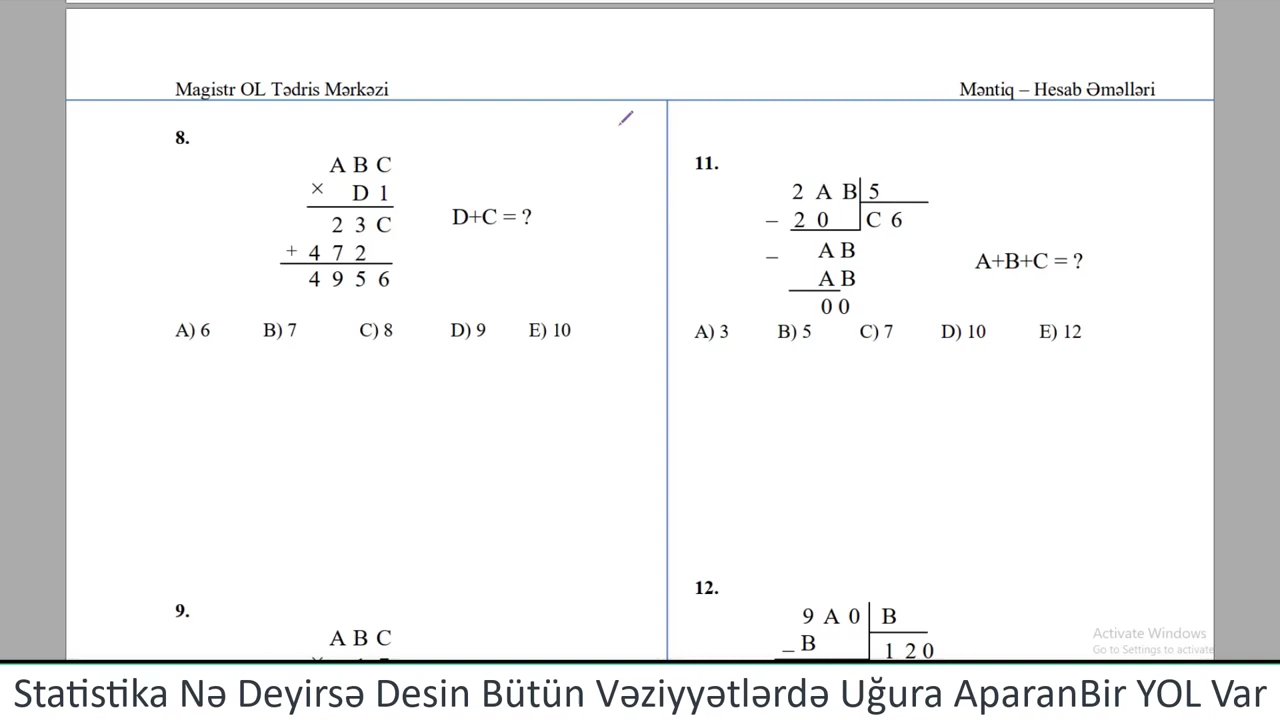 Magistr OL Tədris Mərkəzi
Məntiq – Hesab Əməlləri
8.
A B C
× D 1
2 3 C
+ 4 7 2
4 9 5 6
D+C = ?
A) 6 B) 7 C) 8 D) 9 E) 10
9.
A B C
11.
2 A B 5
– 2 0 C 6
– A B
A B
0 0
A+B+C = ?
A) 3 B) 5 C) 7 D) 10 E) 12
12.
9 A 0 B
– B 1 2 0
Activate Windows
Go to Settings to activate
Statistika Nə Deyirsə Desin Bütün Vəziyyətlərdə Uğura AparanBir YOL Var